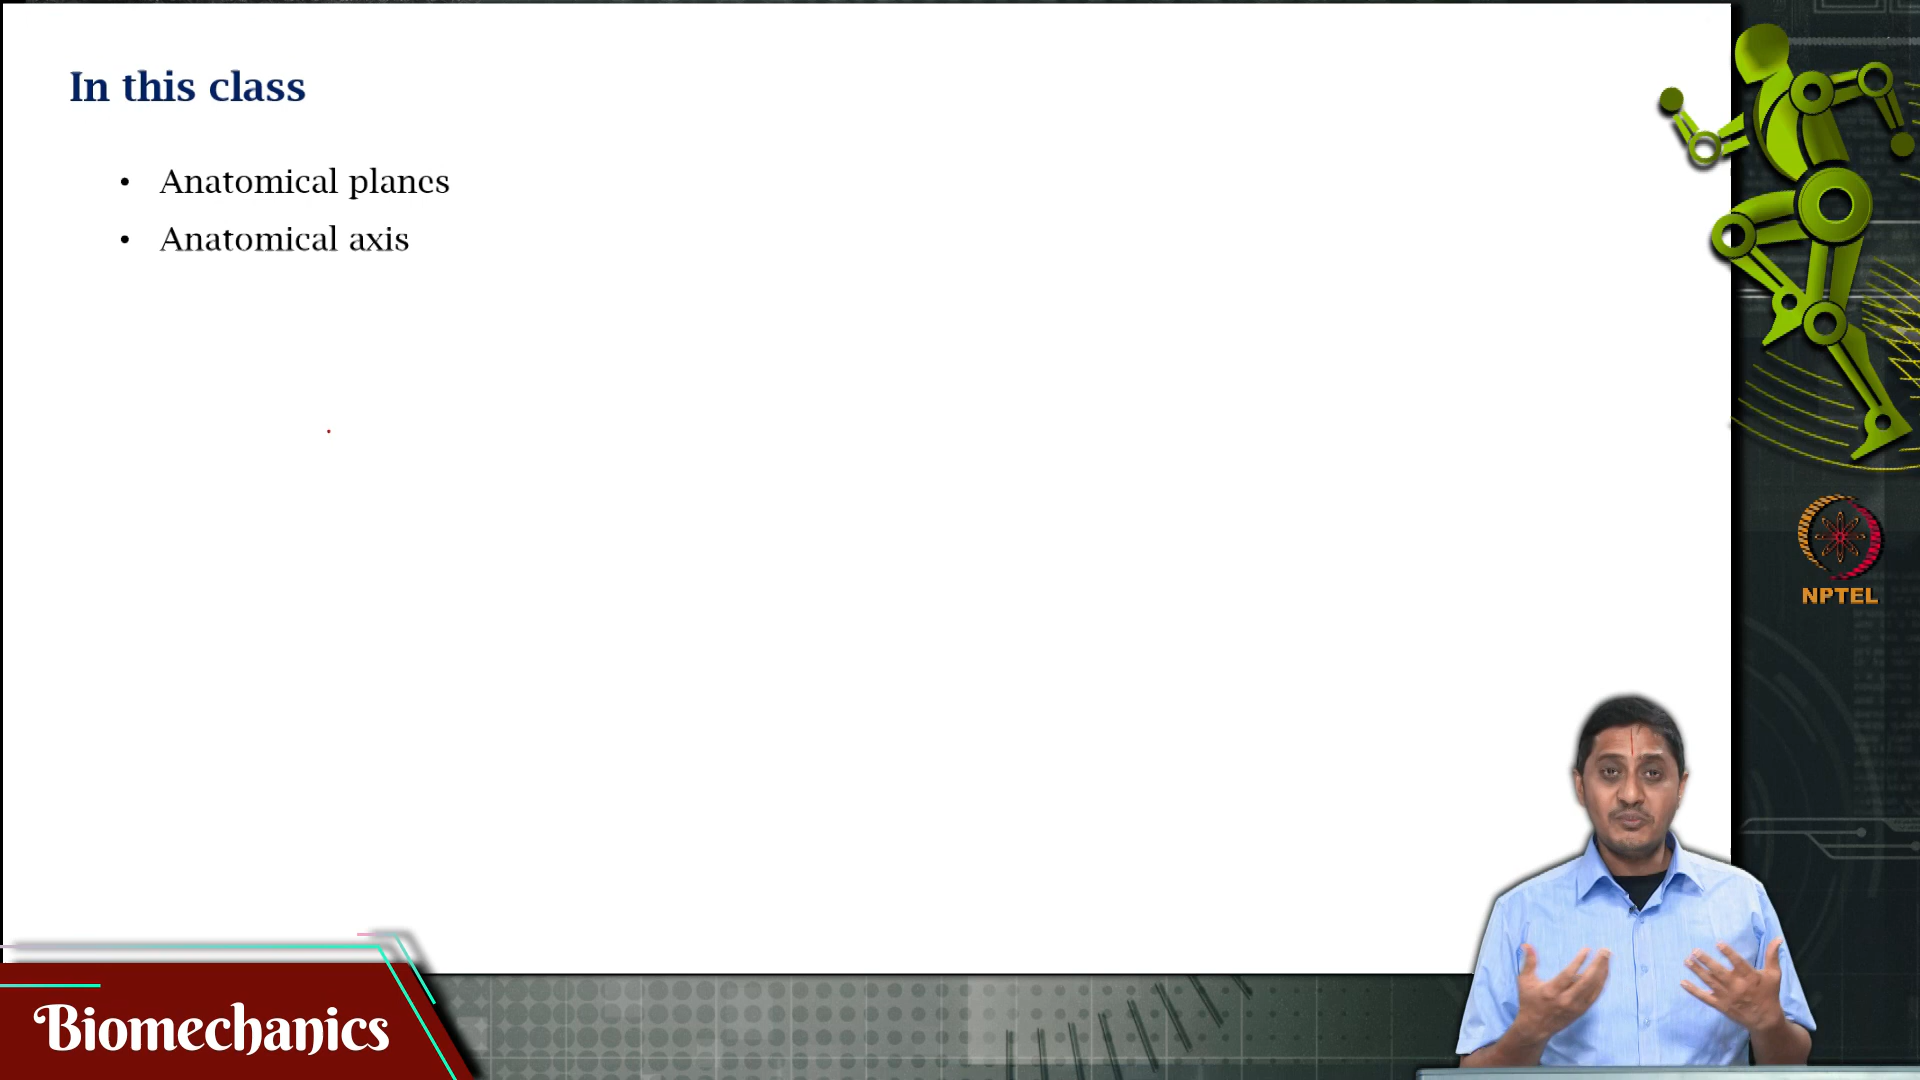 In this class
• Anatomical planes
• Anatomical axis
NPTEL
Biomechanics